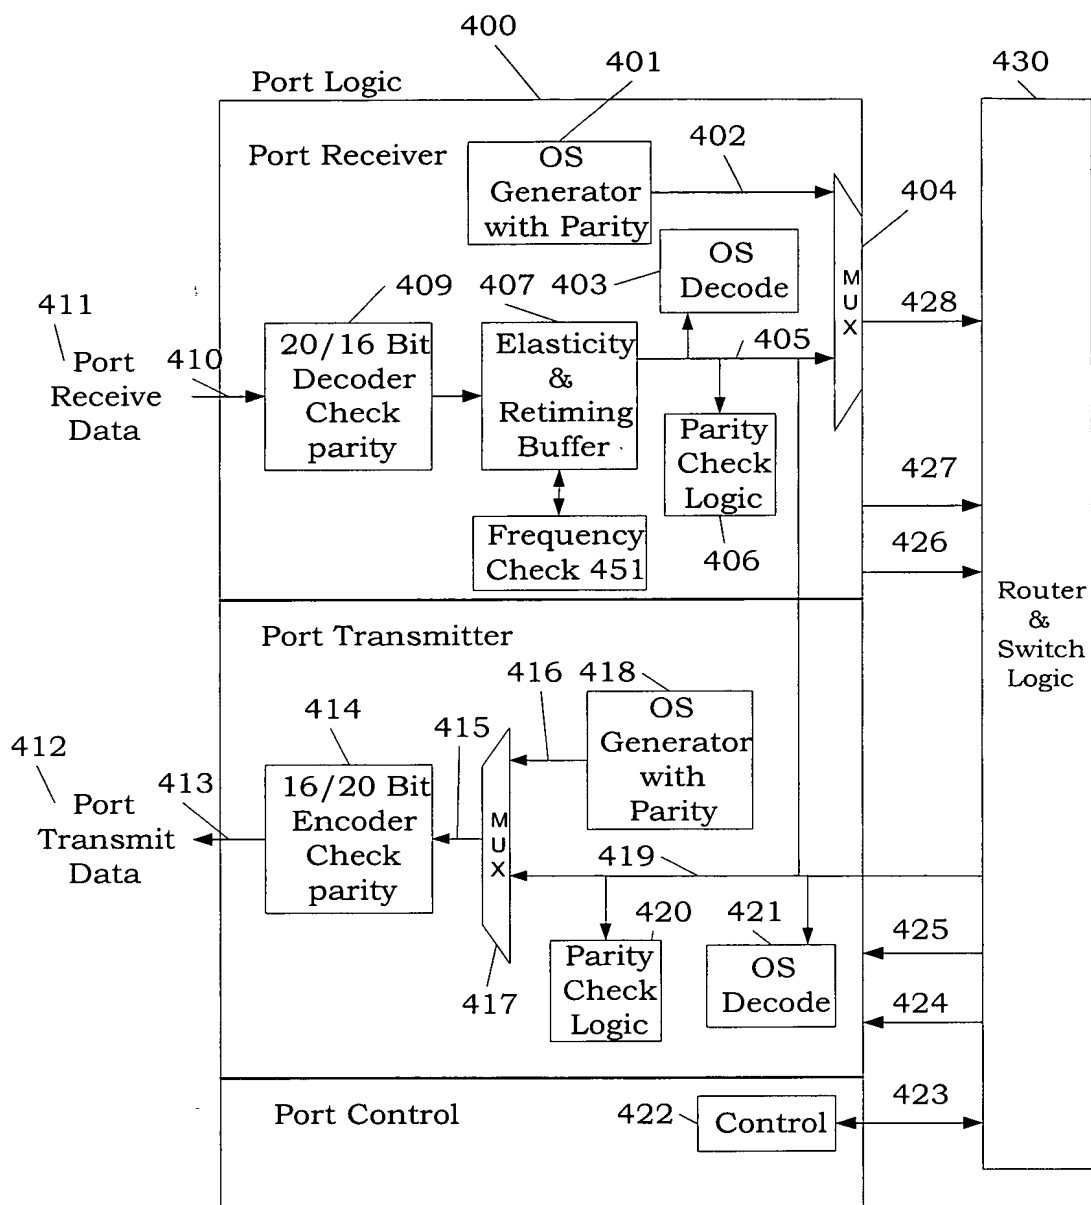 400
401
430
Port Logic
402
Port Receiver
OS
Generator
with Parity
404
OS
Decode
403
MUX
411
409
407
428
Port
Receive
Data
410
20/16 Bit
Decoder
Check
parity
Elasticity
&
Retiming
Buffer
405
Parity
Check
Logic
427
Frequency
Check 451
406
426
Router
&
Switch
Logic
Port Transmitter
416
418
414
415
OS
Generator
with
Parity
412
413
Port
Transmit
Data
16/20 Bit
Encoder
Check
parity
MUX
419
420
421
425
417
Parity
Check
Logic
OS
Decode
424
Port Control
422
Control
423